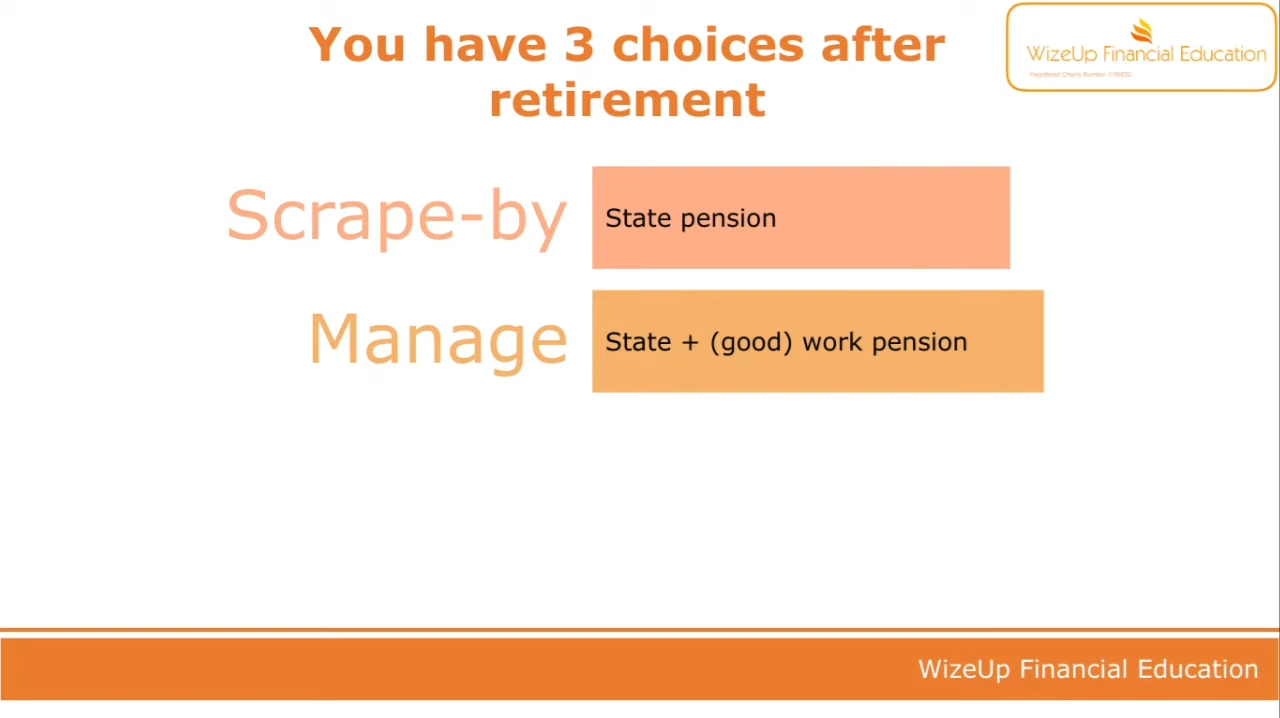 You have 3 choices after
retirement
WizeUp Financial Education
Scrape-by
State pension
Manage
State + (good) work pension
WizeUp Financial Education